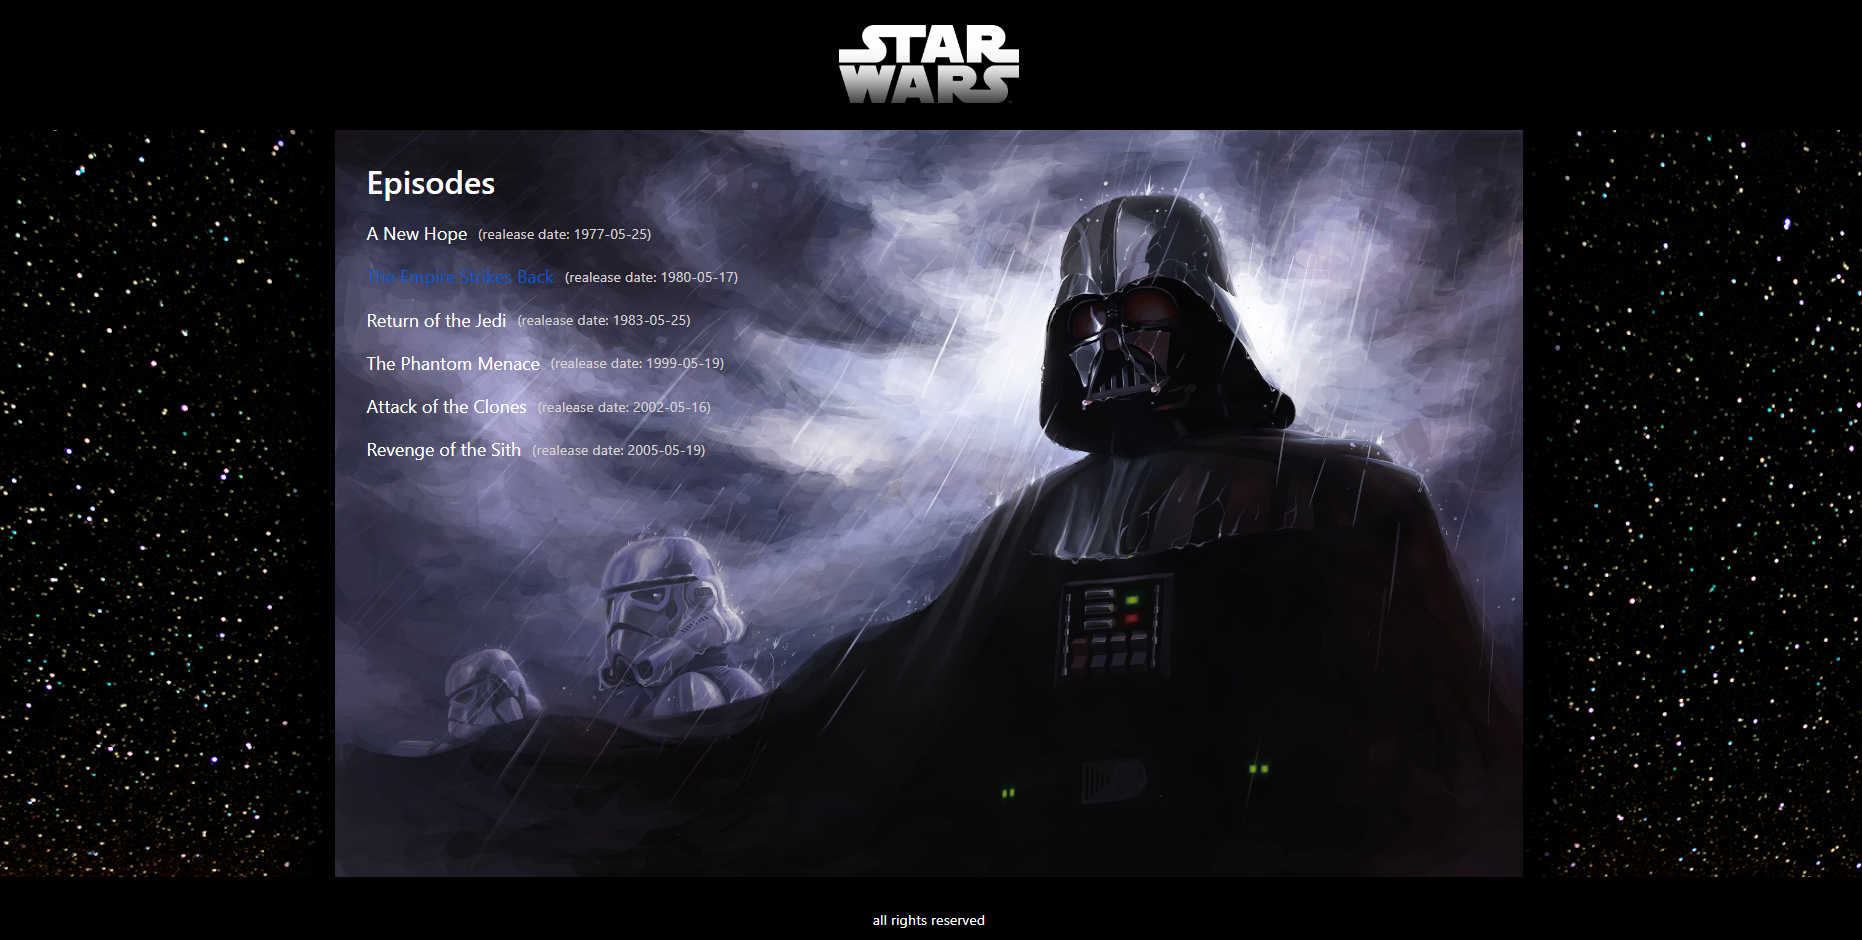 STAR
WARS
Episodes
A New Hope (realease date: 1977-05-25)
The Empire Strikes Back (realease date: 1980-05-17)
Return of the Jedi (realease date: 1983-05-25)
The Phantom Menace (realease date: 1999-05-19)
Attack of the Clones (realease date: 2002-05-16)
Revenge of the Sith (realease date: 2005-05-19)
all rights reserved